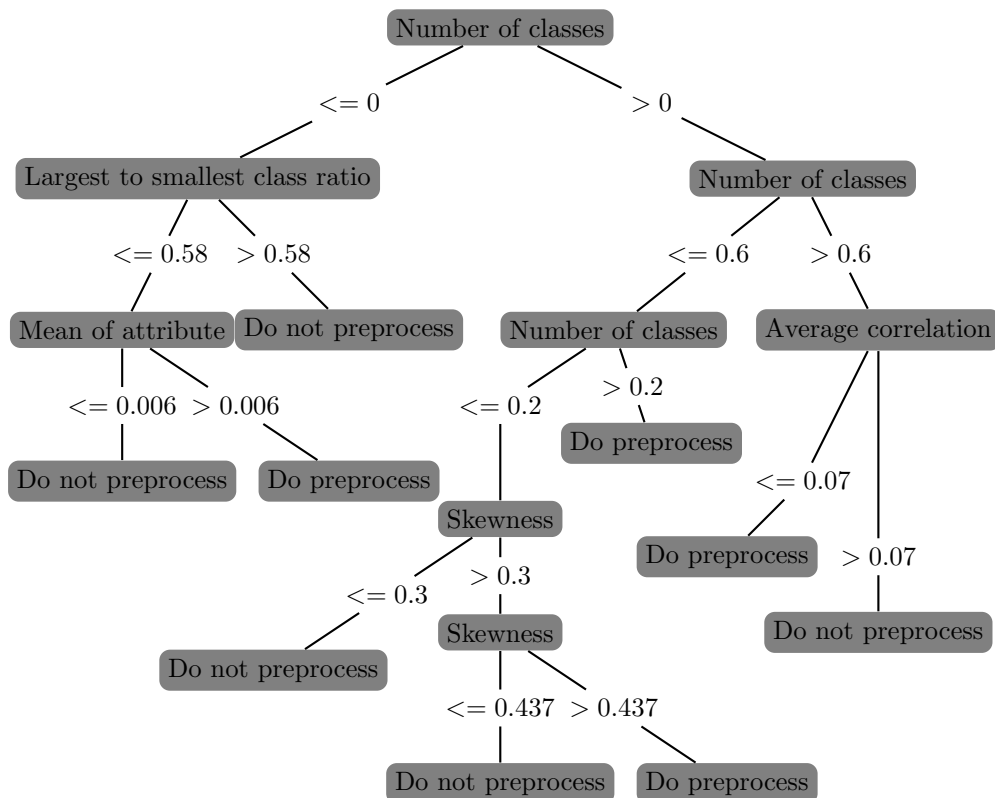 Number of classes
<= 0
> 0
Largest to smallest class ratio
Number of classes
<= 0.58
> 0.58
<= 0.6
> 0.6
Mean of attribute
Do not preprocess
Number of classes
Average correlation
<= 0.006
> 0.006
<= 0.2
> 0.2
Do preprocess
Do not preprocess
Do preprocess
<= 0.07
Skewness
Do preprocess
> 0.07
<= 0.3
> 0.3
Do not preprocess
Skewness
Do not preprocess
<= 0.437
> 0.437
Do not preprocess
Do preprocess